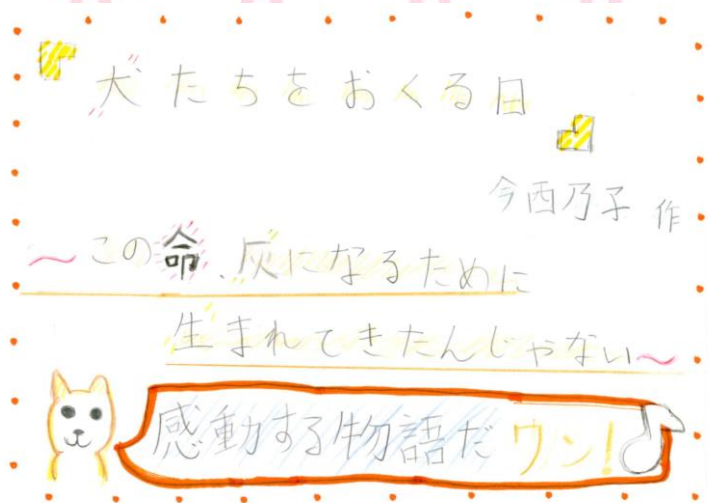 『犬たちをおくる日』
今西乃子 作
〜この命、灰になるために
生まれてきたんじゃない〜
感動する物語だワン!